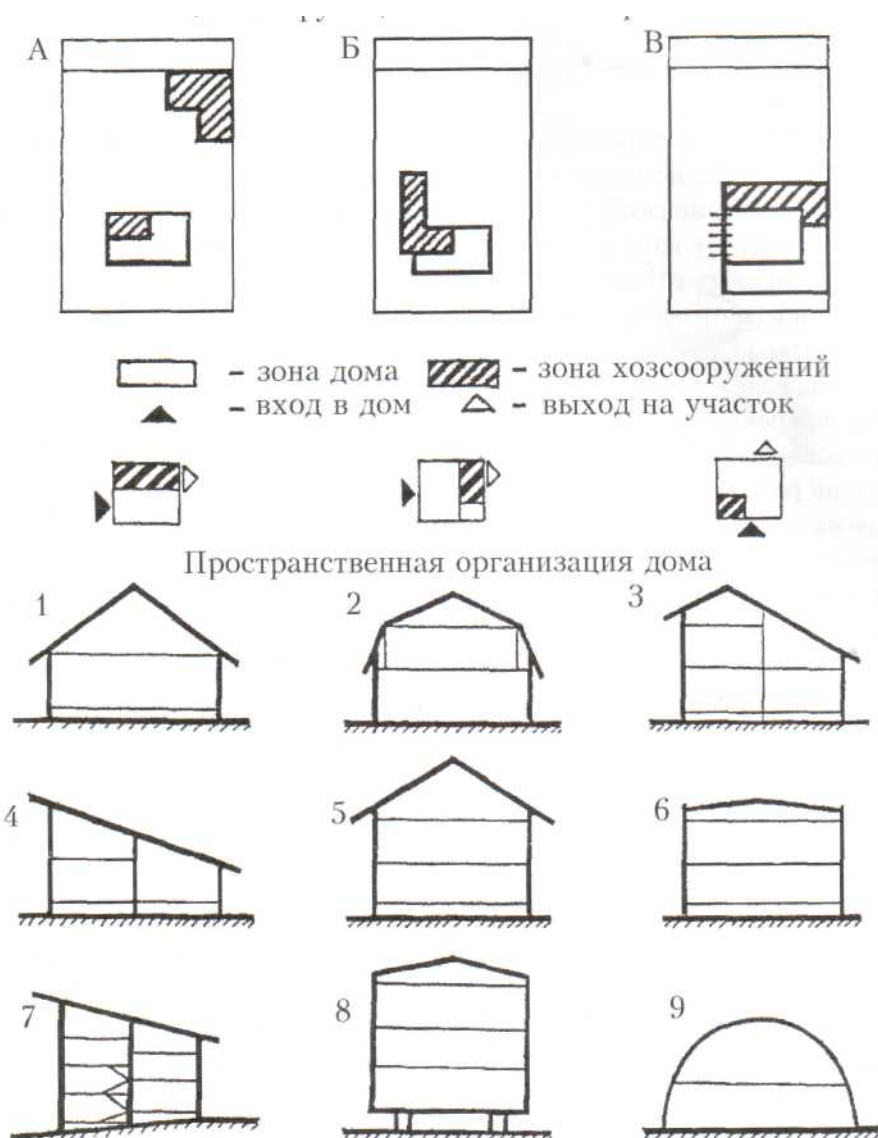 А Б В
– зона дома – зона хозсооружений
– вход в дом – выход на участок
Пространственная организация дома
1 2 3
4 5 6
7 8 9